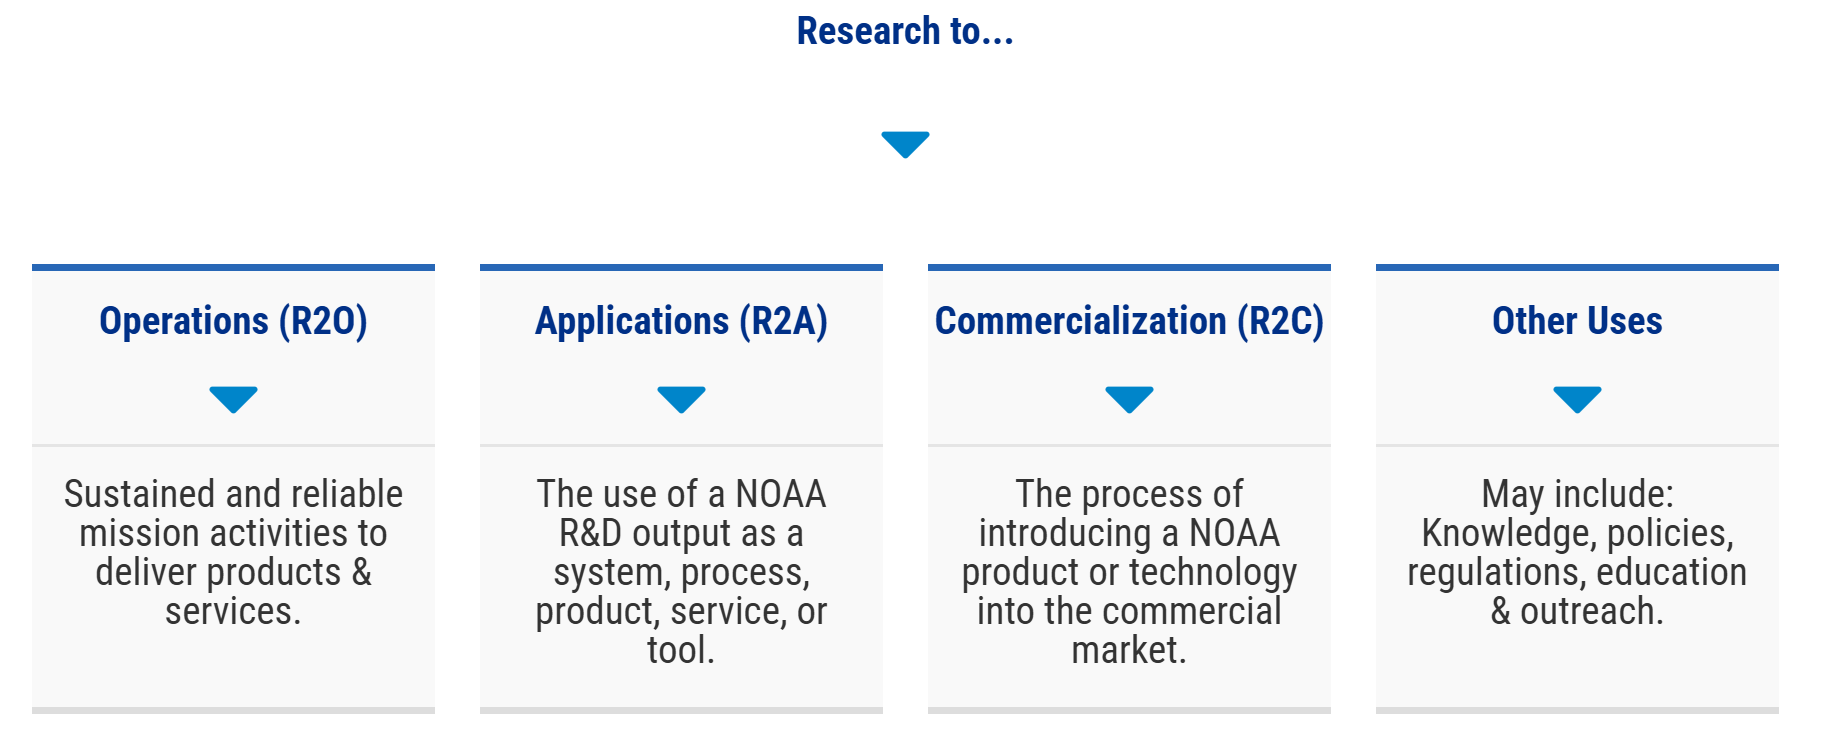 Research to...
Operations (R2O)
Sustained and reliable
mission activities to
deliver products &
services.
Applications (R2A)
The use of a NOAA
R&D output as a
system, process,
product, service, or
tool.
Commercialization (R2C)
The process of
introducing a NOAA
product or technology
into the commercial
market.
Other Uses
May include:
Knowledge, policies,
regulations, education
& outreach.